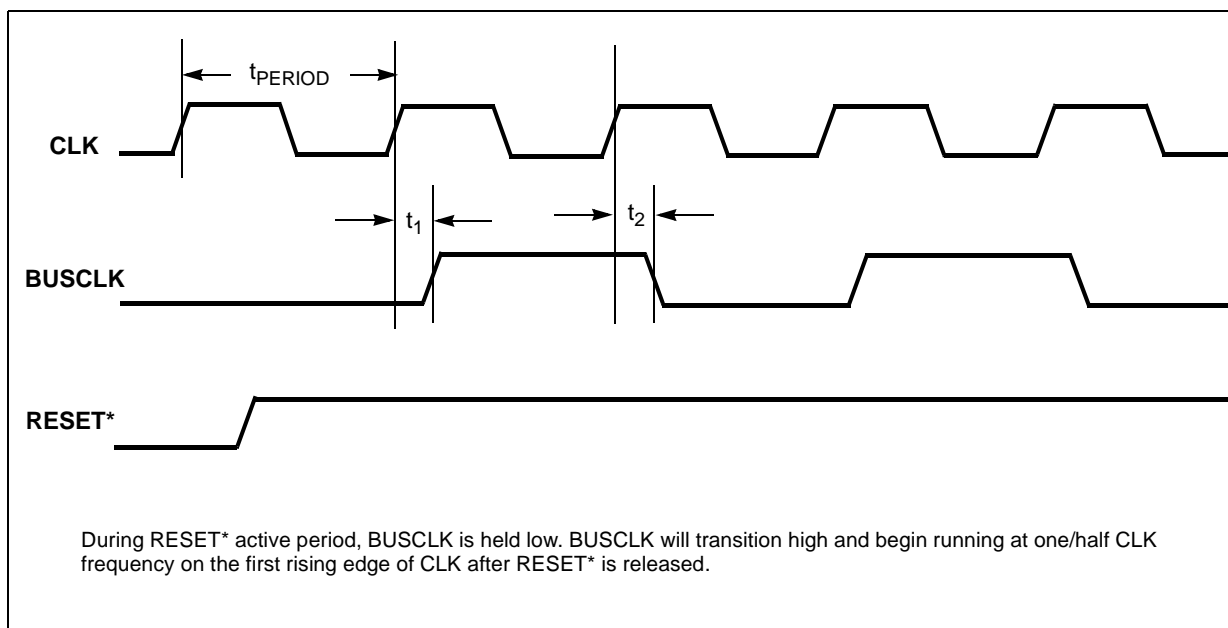 tPERIOD
CLK
t1
t2
BUSCLK
RESET*
During RESET* active period, BUSCLK is held low. BUSCLK will transition high and begin running at one/half CLK
frequency on the first rising edge of CLK after RESET* is released.